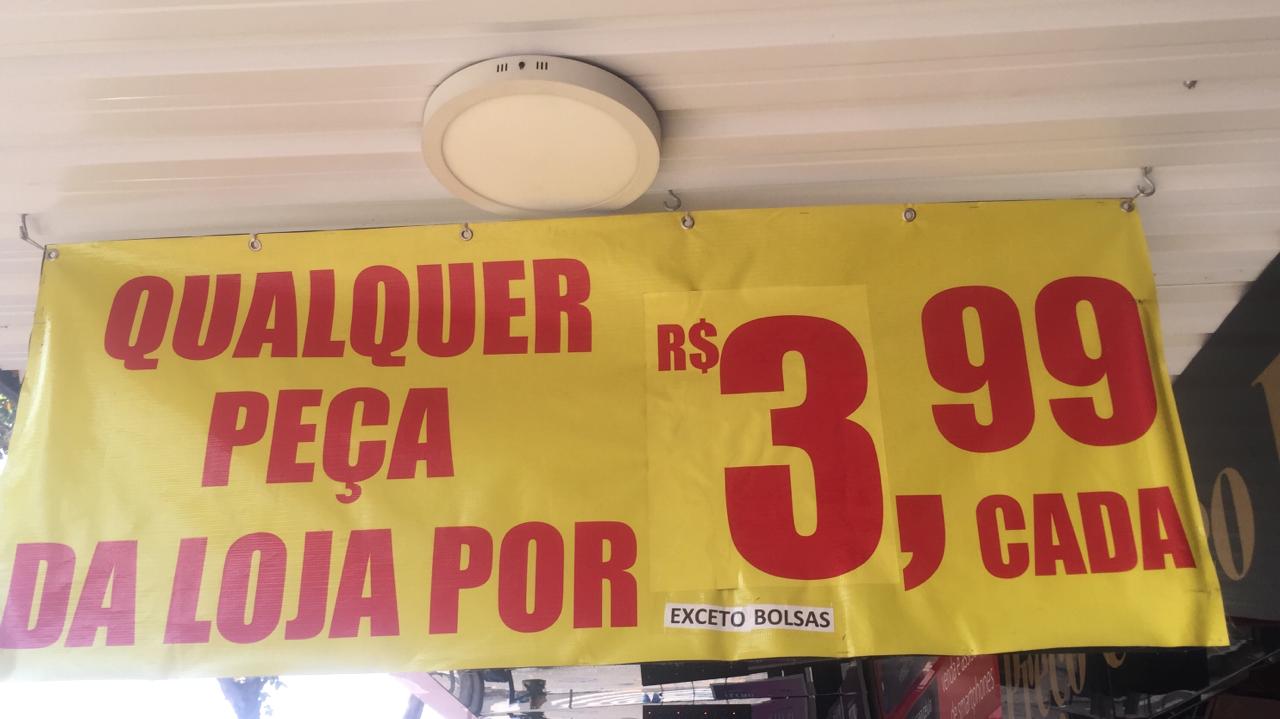 QUALQUER
PEÇA
DA LOJA POR
R$ 3,99
CADA
EXCETO BOLSAS